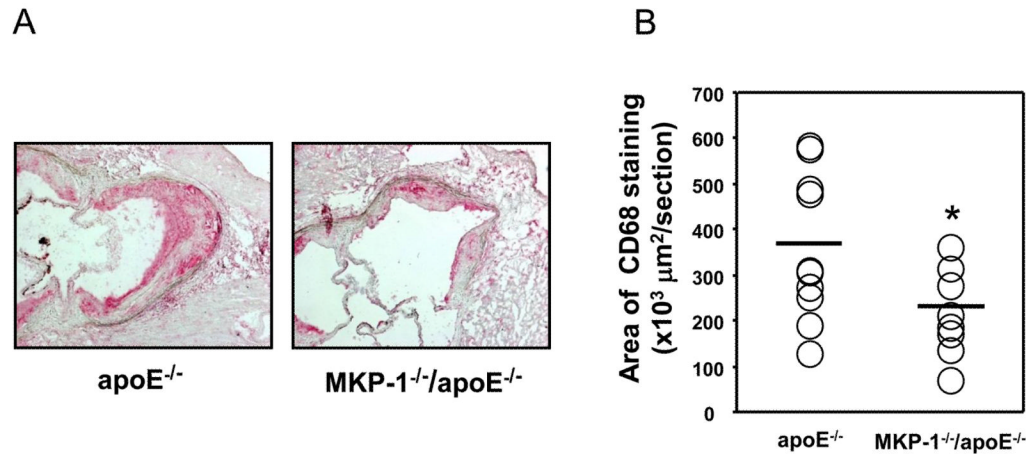 A
B
apoE-/-
MKP-1-/-/apoE-/-
Area of CD68 staining
(x10³ µm²/section)
700
600
500
400
300
200
100
0
*
apoE-/-
MKP-1-/-/apoE-/-